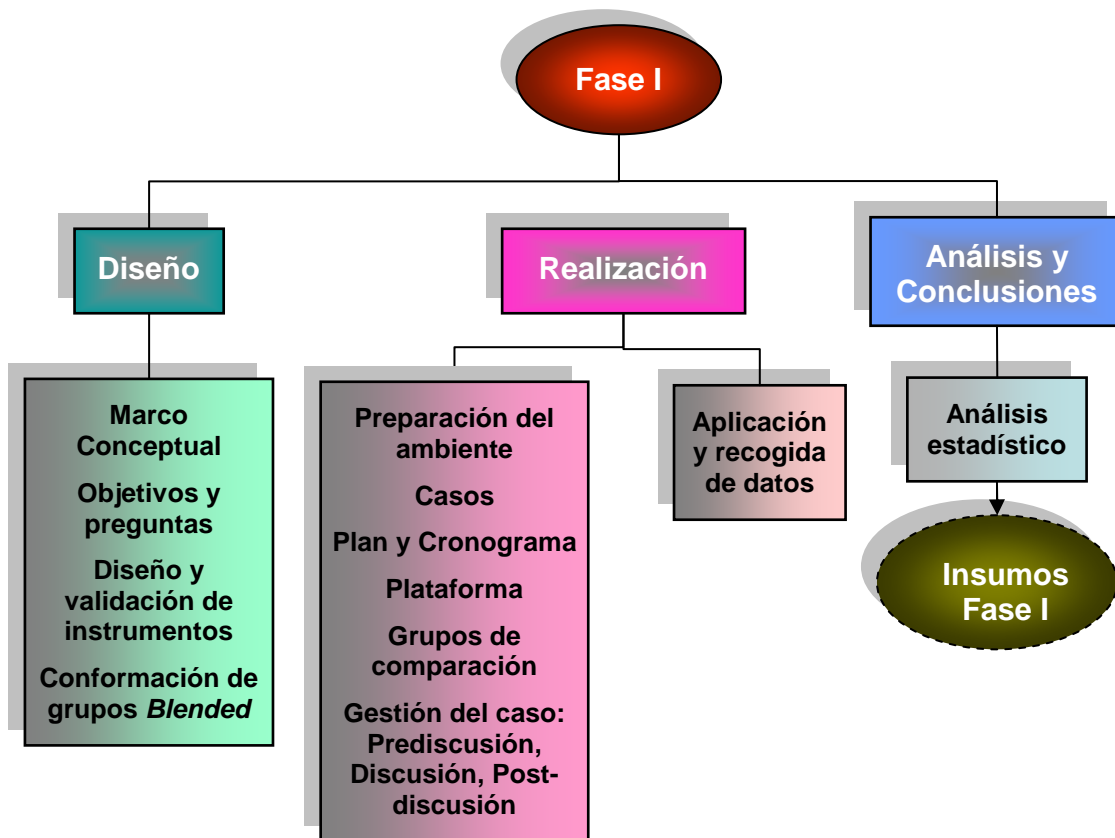 Fase I
Diseño
Realización
Análisis y
Conclusiones
Marco
Conceptual
Objetivos y
preguntas
Diseño y
validación de
instrumentos
Conformación de
grupos Blended
Preparación del
ambiente
Casos
Plan y Cronograma
Plataforma
Grupos de
comparación
Gestión del caso:
Prediscusión,
Discusión, Post-
discusión
Aplicación
y recogida
de datos
Análisis
estadístico
Insumos
Fase I